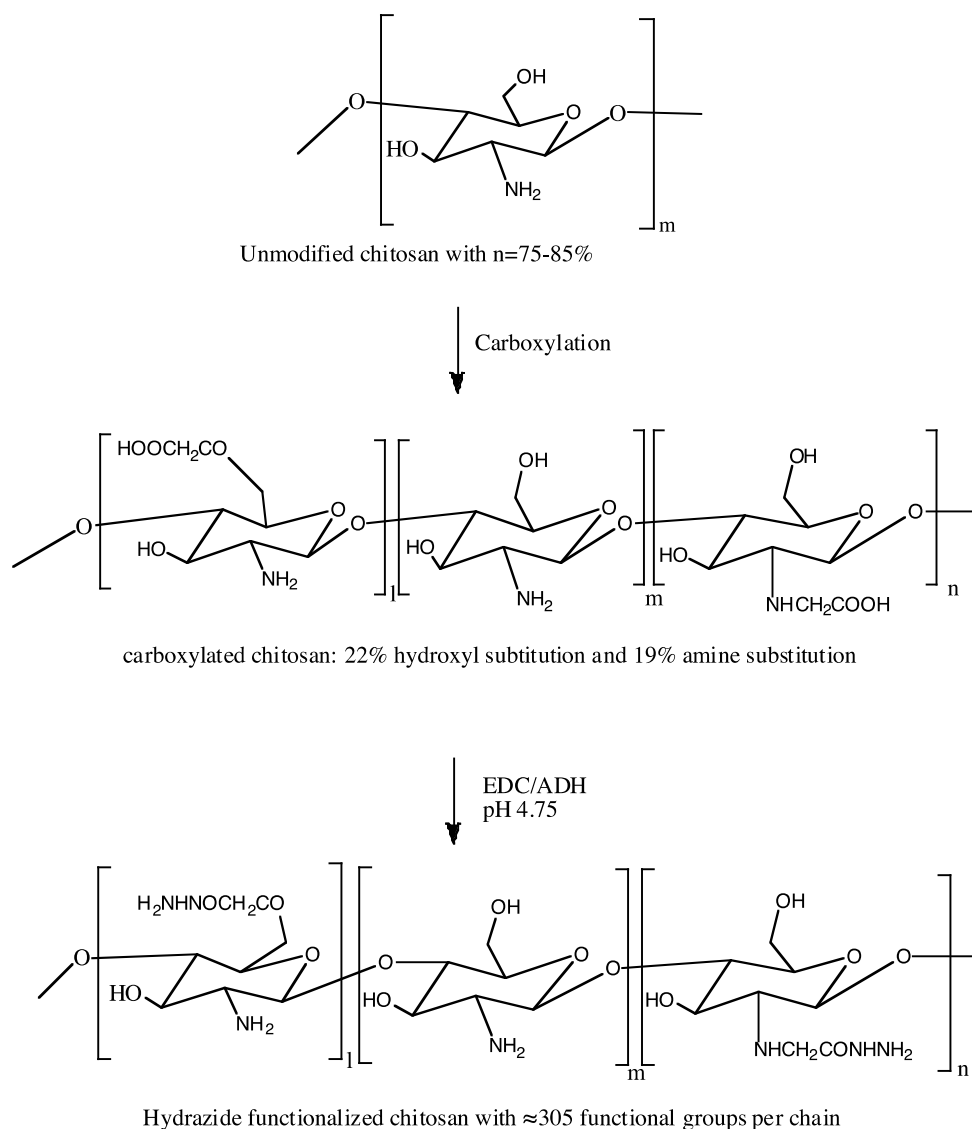 OH
O
O
O
HO
NH₂
m
Unmodified chitosan with n=75-85%
Carboxylation
HOOCH₂CO
OH
OH
O
O
O
O
O
O
O
HO
HO
HO
NH₂
NH₂
NHCH₂COOH
l
m
n
carboxylated chitosan: 22% hydroxyl subtitution and 19% amine substitution
EDC/ADH
pH 4.75
H₂NHNOCH₂CO
OH
OH
O
O
O
O
O
O
O
HO
HO
HO
NH₂
NH₂
NHCH₂CONHNH₂
l
m
n
Hydrazide functionalized chitosan with ≈305 functional groups per chain